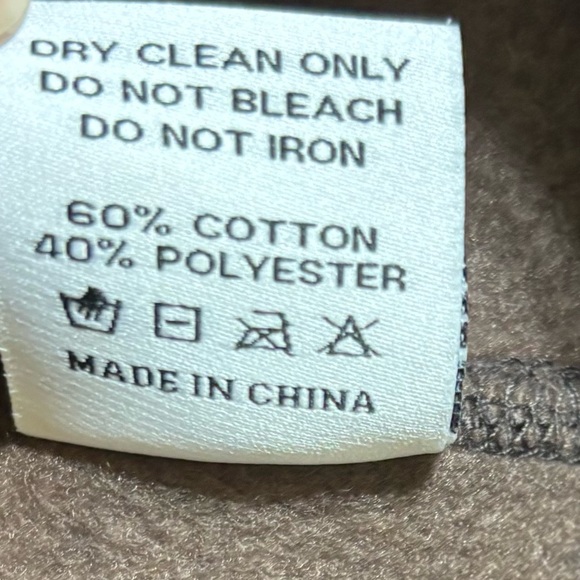 DRY CLEAN ONLY
DO NOT BLEACH
DO NOT IRON
60% COTTON
40% POLYESTER
MADE IN CHINA